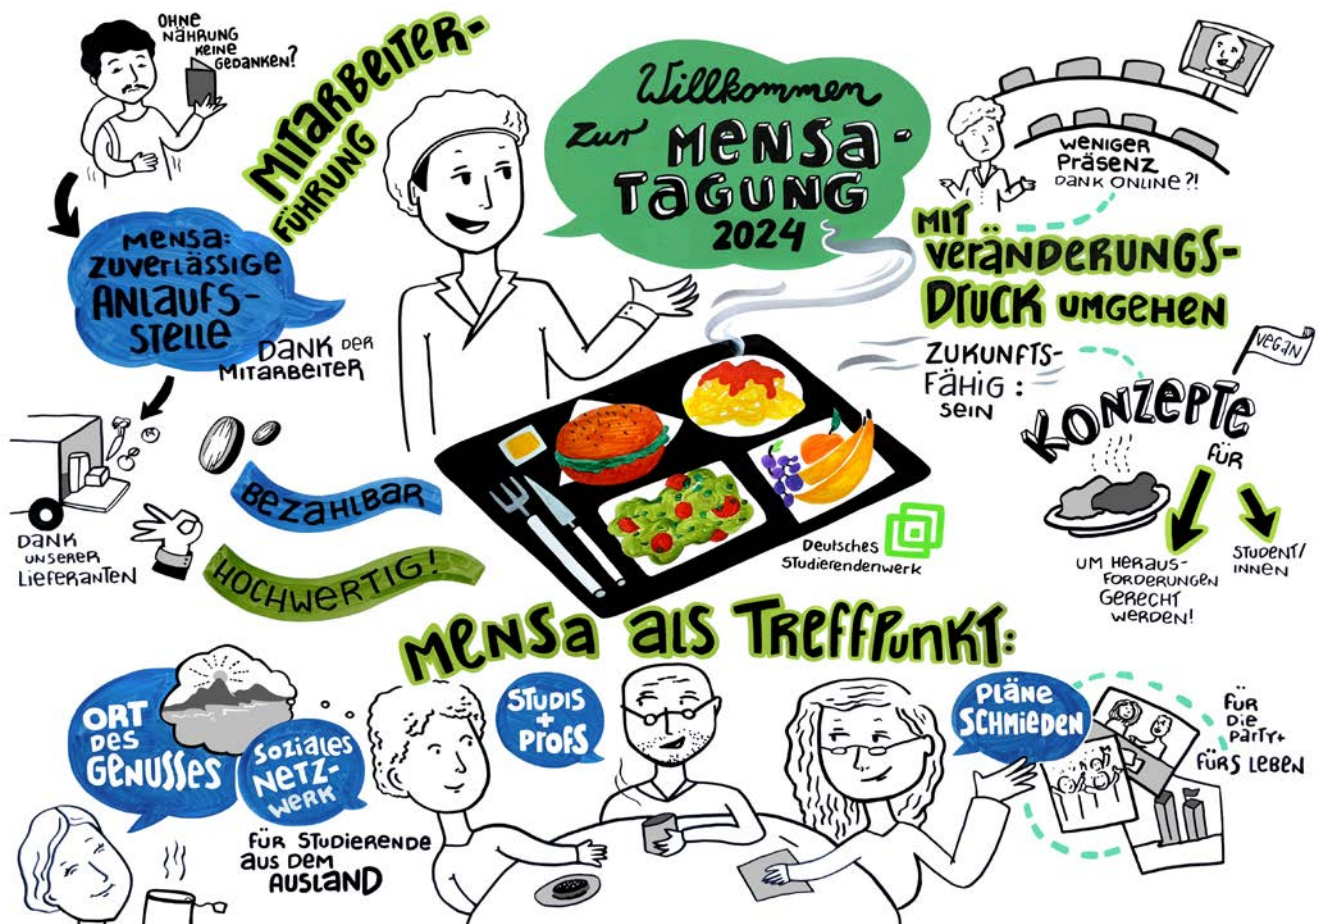 OHNE
NAHRUNG
KEINE
GEDANKEN?
MITARBEITER-
FÜHRUNG
MENSA:
ZUVERLÄSSIGE
ANLAUFS-
STELLE
DANK DER
MITARBEITER
DANK
UNSERER
LIEFERANTEN
BEZAHLBAR
HOCHWERTIG!
Willkommen
zur MENSA-
TAGUNG
2024
Deutsches
Studierendenwerk
WENIGER
PRÄSENZ
DANK ONLINE?!
MIT
VERÄNDERUNGS-
DRUCK UMGEHEN
ZUKUNFTS-
FÄHIG:
SEIN
VEGAN
KONZEPTE
FÜR
UM HERAUS-
FORDERUNGEN
GERECHT
WERDEN!
STUDENT/
INNEN
MENSA ALS TREFFPUNKT:
ORT
DES
GENUSSES
SOZIALES
NETZ-
WERK
FÜR STUDIERENDE
AUS DEM
AUSLAND
STUDIS
+
PROFS
PLÄNE
SCHMIEDEN
FÜR
DIE
PARTY+
FÜRS LEBEN